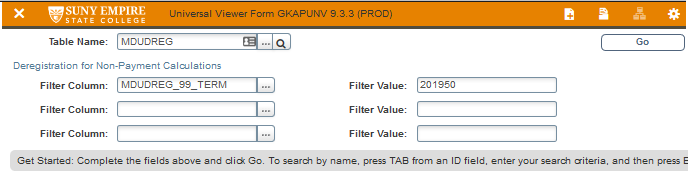 SUNY EMPIRE
STATE COLLEGE
Universal Viewer Form GKAPUNV 9.3.3 (PROD)
Table Name: MDUDREG ... Go
Deregistration for Non-Payment Calculations
Filter Column: MDUDREG_99_TERM ... Filter Value: 201950
Filter Column: ... Filter Value:
Filter Column: ... Filter Value:
Get Started: Complete the fields above and click Go. To search by name, press TAB from an ID field, enter your search criteria, and then press E